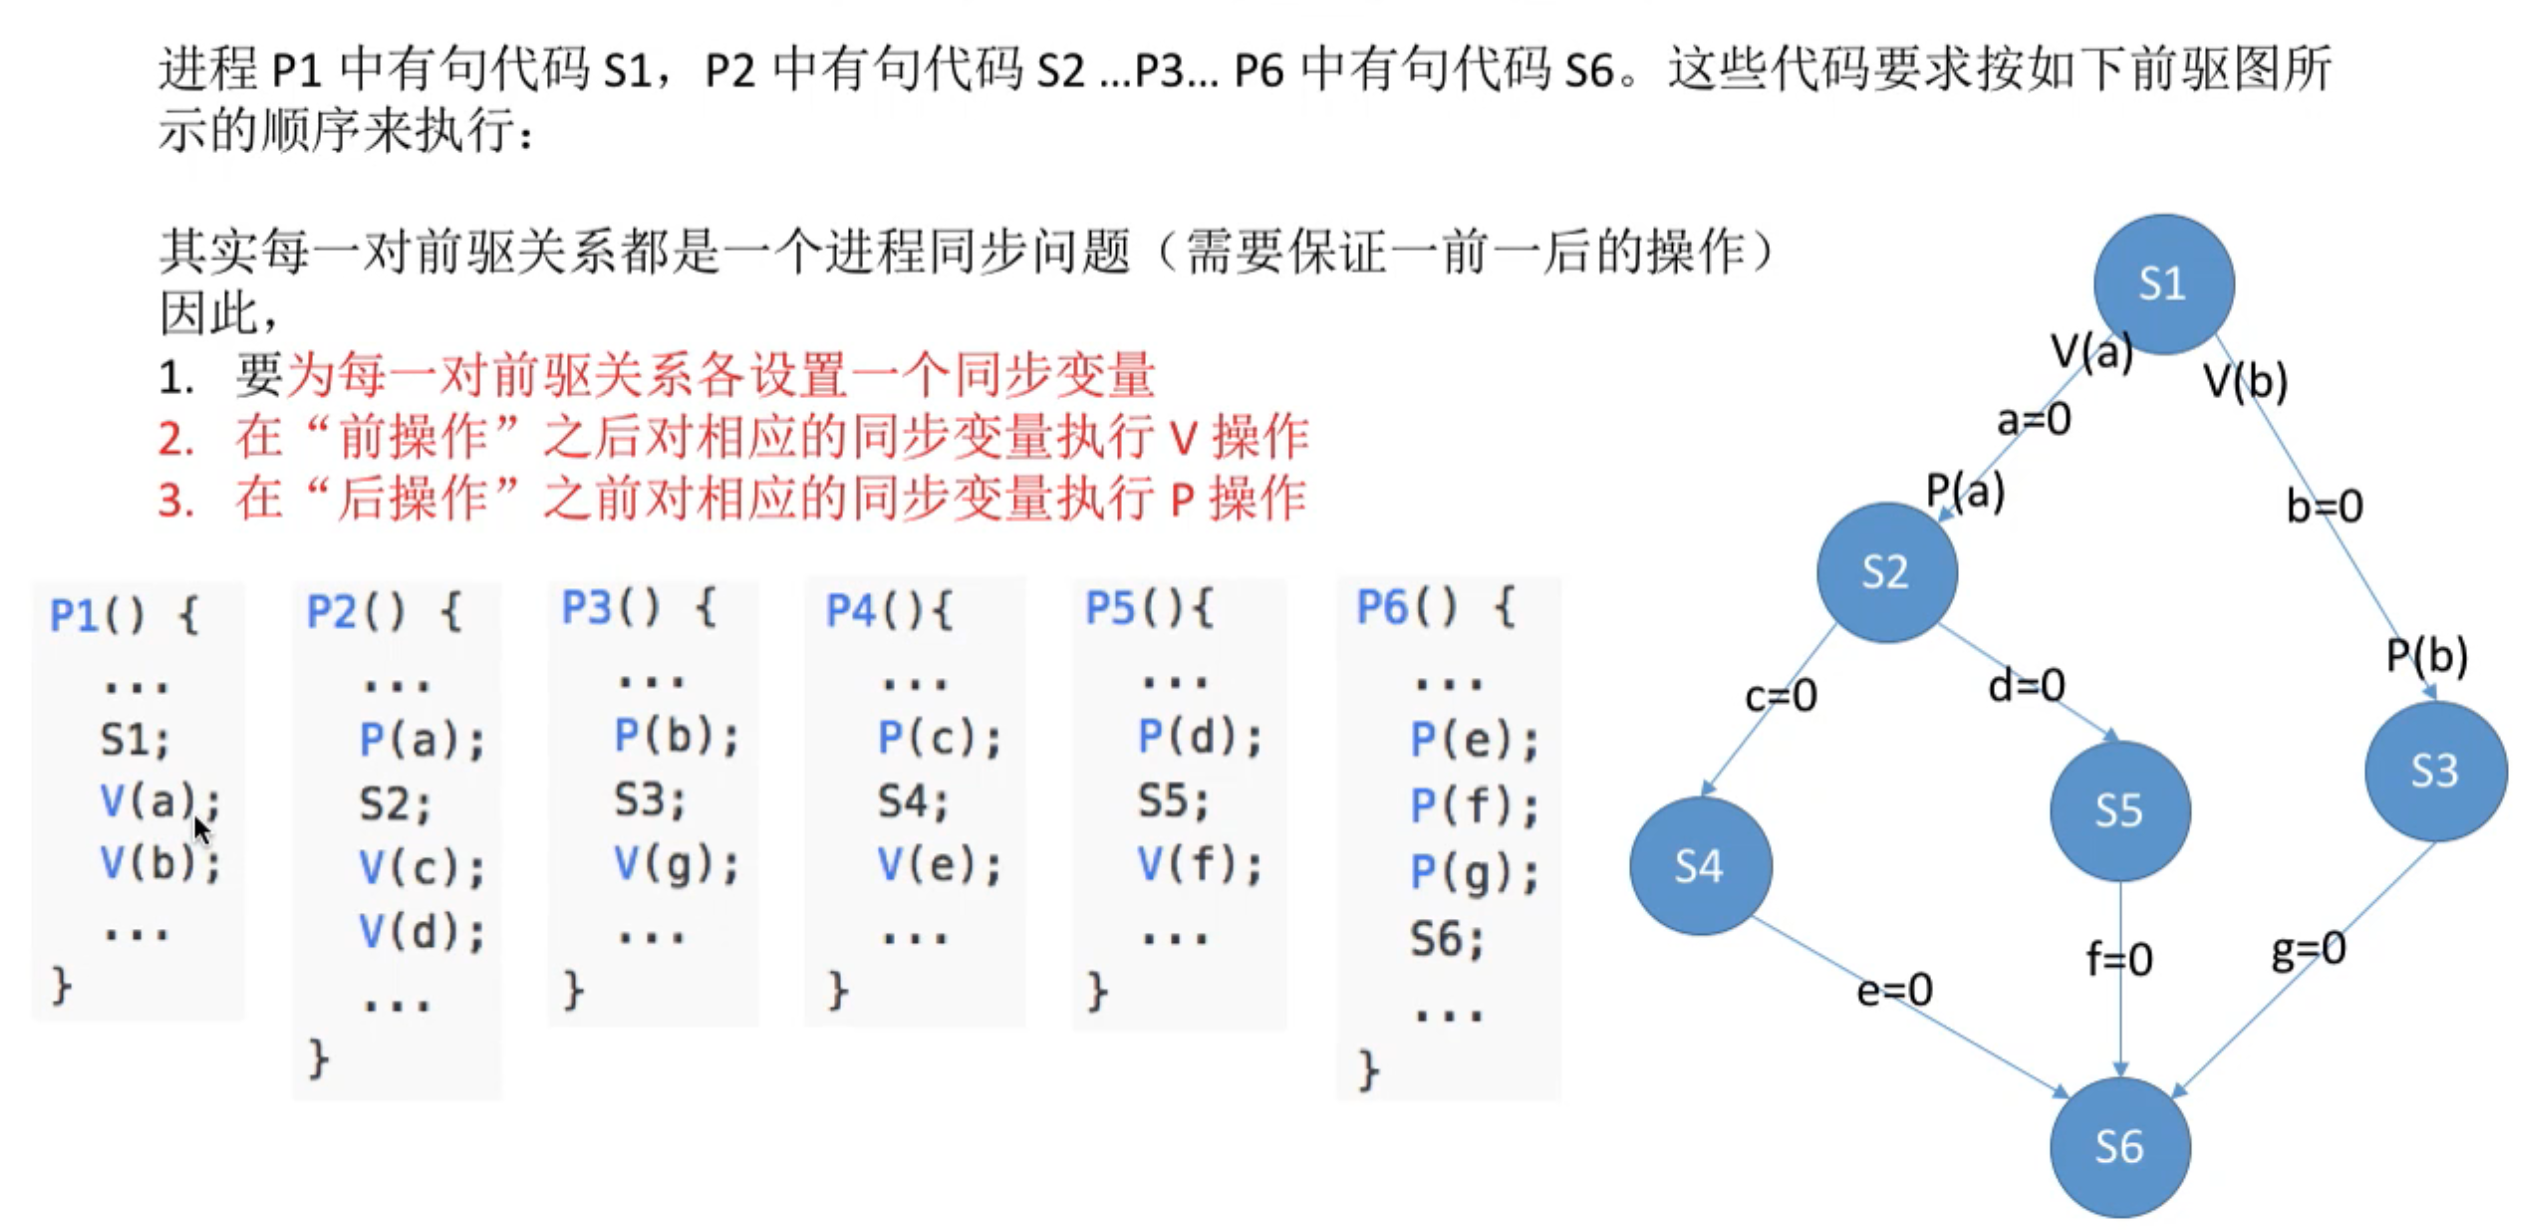 进程 P1 中有句代码 S1，P2 中有句代码 S2 ...P3... P6 中有句代码 S6。这些代码要求按如下前驱图所
示的顺序来执行：
其实每一对前驱关系都是一个进程同步问题（需要保证一前一后的操作）
因此，
1. 要为每一对前驱关系各设置一个同步变量
2. 在“前操作”之后对相应的同步变量执行 V 操作
3. 在“后操作”之前对相应的同步变量执行 P 操作
P1() {
...
S1;
V(a);
V(b);
...
}
P2() {
...
P(a);
S2;
V(c);
V(d);
...
}
P3() {
...
P(b);
S3;
V(g);
...
}
P4(){
...
P(c);
S4;
V(e);
...
}
P5(){
...
P(d);
S5;
V(f);
...
}
P6() {
...
P(e);
P(f);
P(g);
S6;
...
}
S1
V(a)
V(b)
a=0
P(a)
b=0
S2
P(b)
c=0
d=0
S3
S5
S4
g=0
f=0
e=0
S6